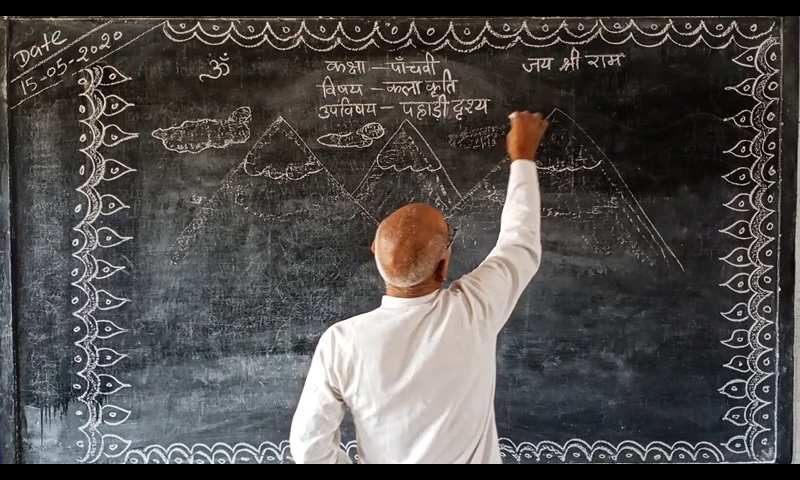 Date
15-05-2020
ॐ
कक्षा – पाँचवी
जय श्री राम
विषय – कला कृति
उपविषय – पहाड़ी दृश्य